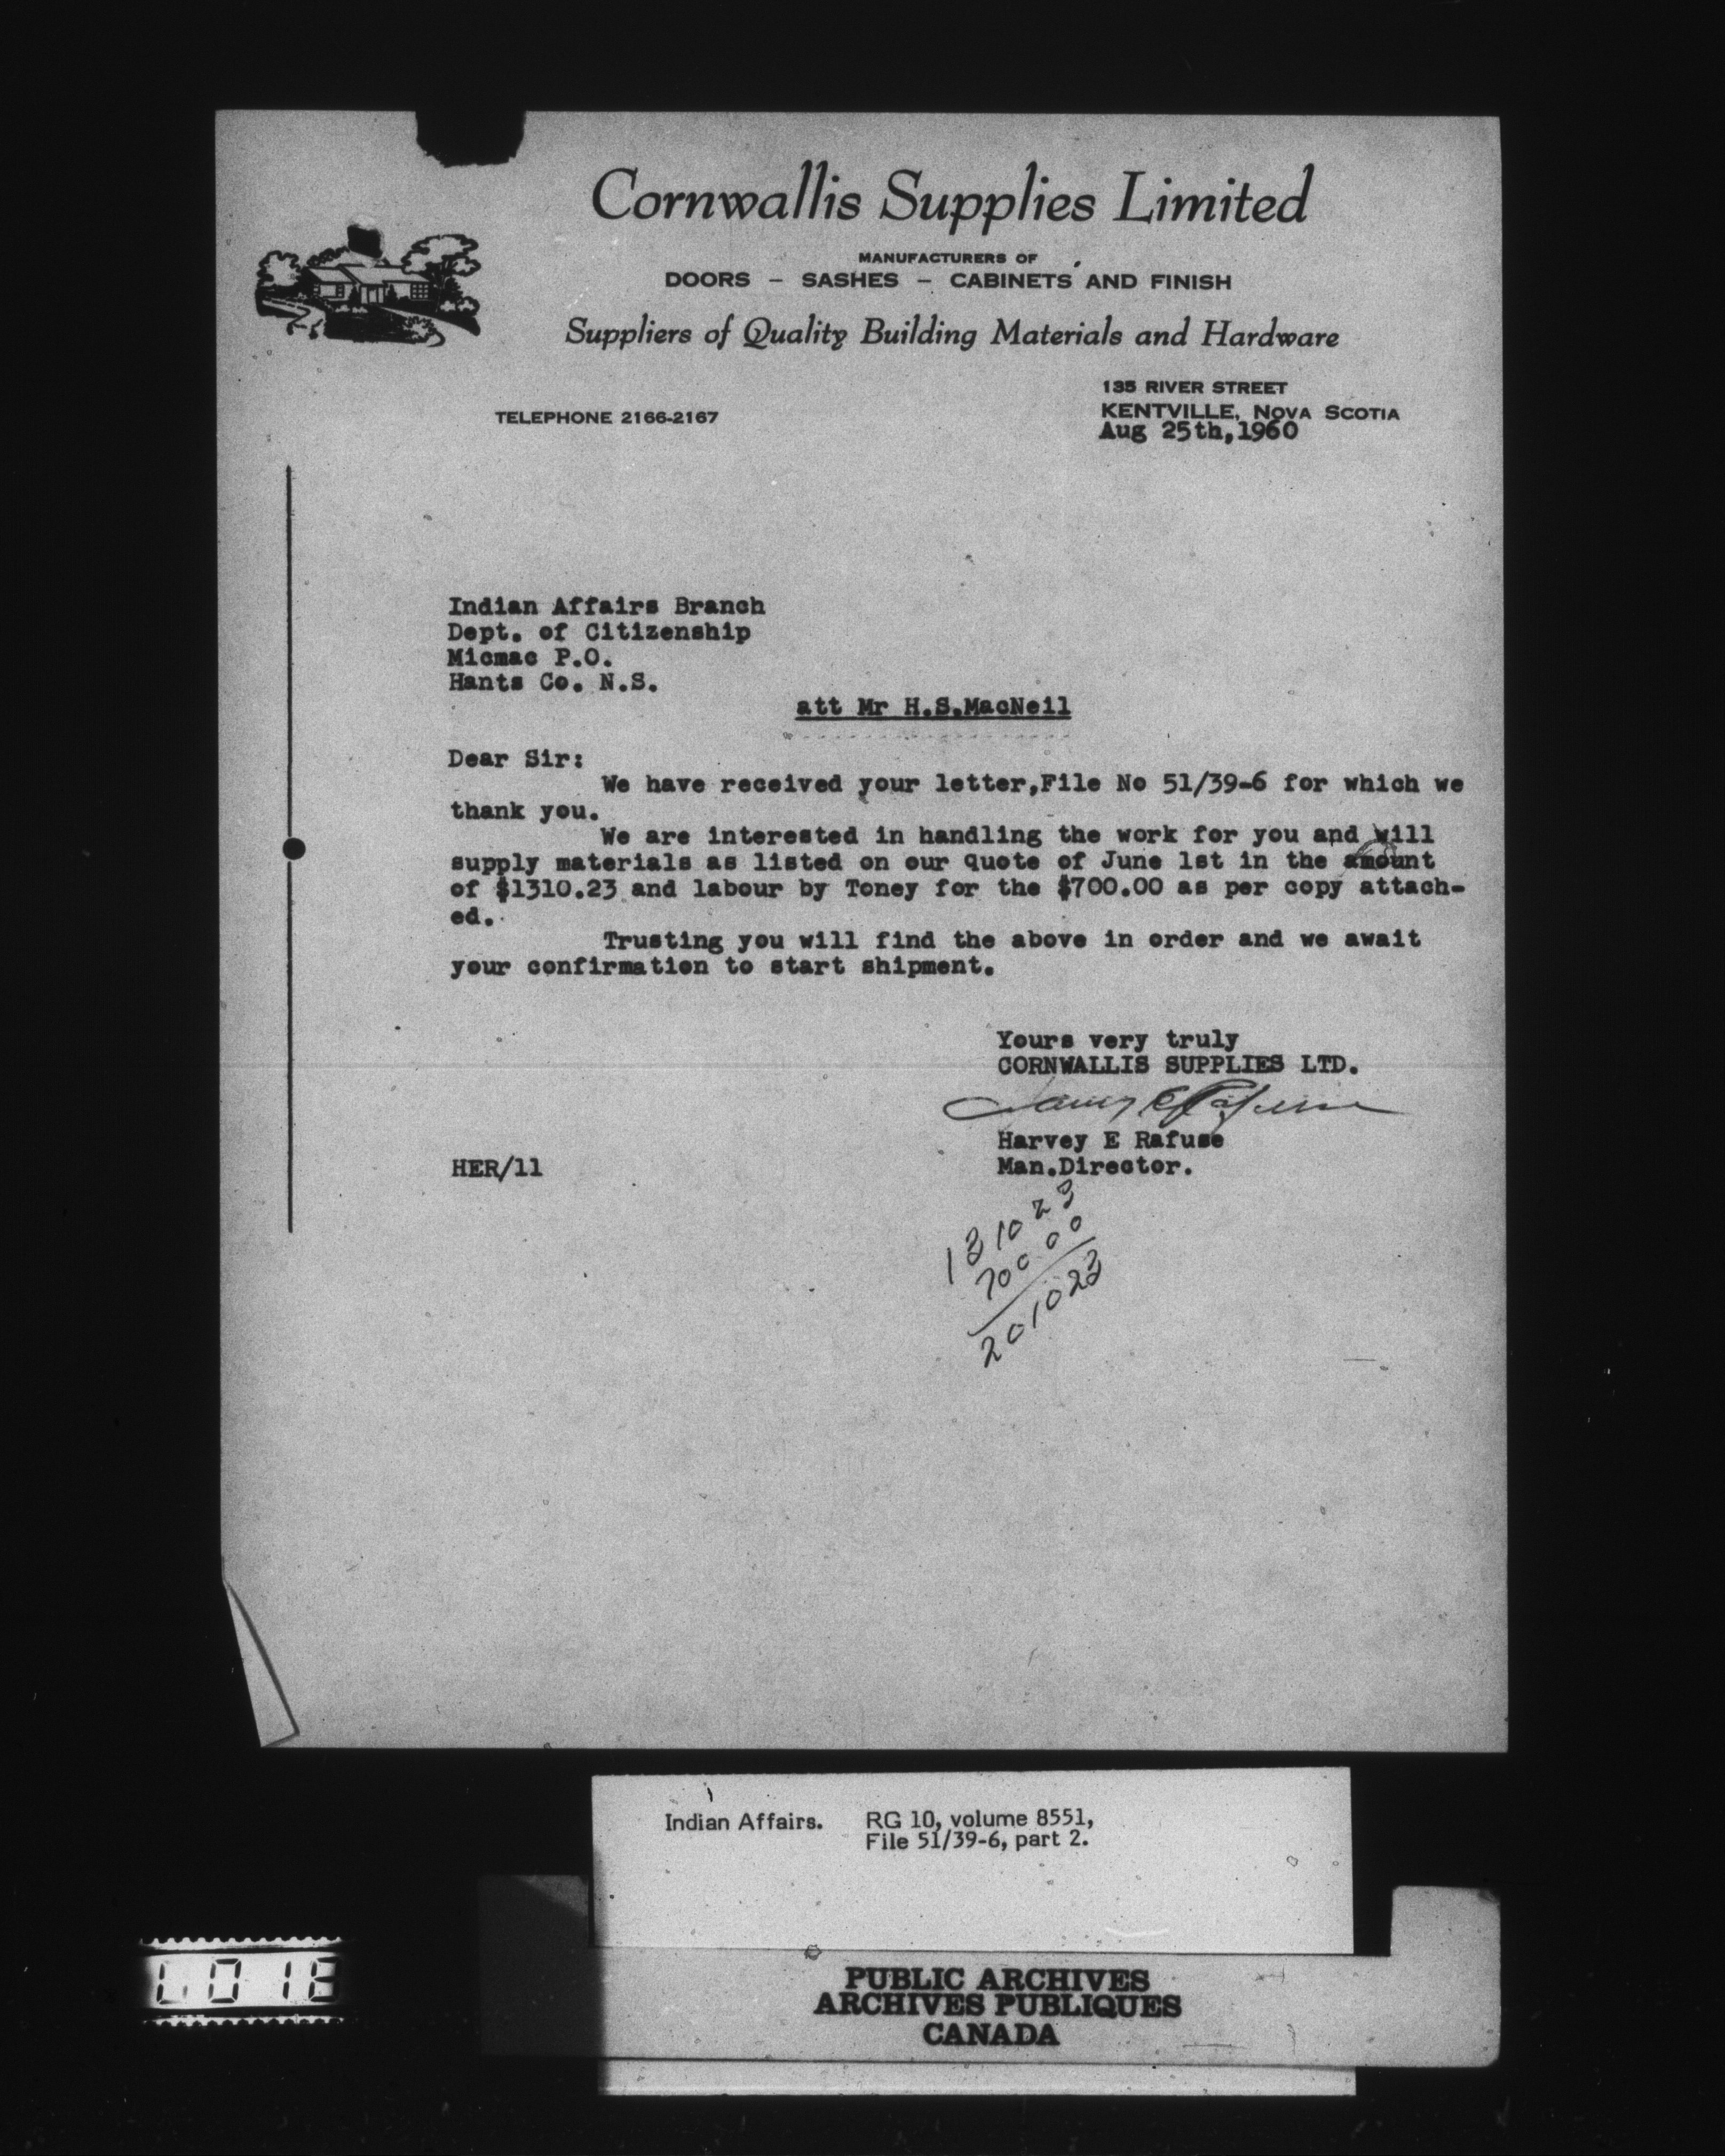 Cornwallis Supplies Limited
MANUFACTURERS OF
DOORS – SASHES – CABINETS AND FINISH
Suppliers of Quality Building Materials and Hardware
135 RIVER STREET
TELEPHONE 2166-2167
KENTVILLE, NOVA SCOTIA
Aug 25th,1960
Indian Affairs Branch
Dept. of Citizenship
Micmac P.O.
Hants Co. N.S.
att Mr H.S.MacNeil
Dear Sir:
We have received your letter,File No 51/39-6 for which we
thank you.
We are interested in handling the work for you and will
supply materials as listed on our quote of June 1st in the amount
of $1310.23 and labour by Toney for the $700.00 as per copy attach-
ed.
Trusting you will find the above in order and we await
your confirmation to start shipment.
Yours very truly
CORNWALLIS SUPPLIES LTD.
Harvey E Rafuse
Harvey E Rafuse
HER/11
Man.Director.
1310 23
700 00
2010 23
Indian Affairs. RG 10, volume 8551,
File 51/39-6, part 2.
PUBLIC ARCHIVES
ARCHIVES PUBLIQUES
CANADA